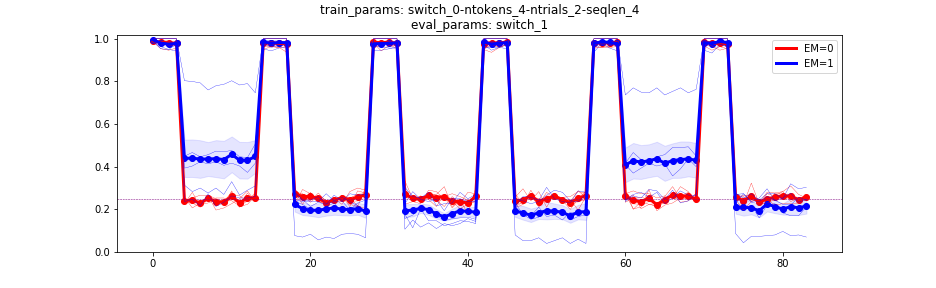 train_params: switch_0-ntokens_4-ntrials_2-seqlen_4
eval_params: switch_1
1.0
0.8
0.6
0.4
0.2
0.0
EM=0
EM=1
0
20
40
60
80